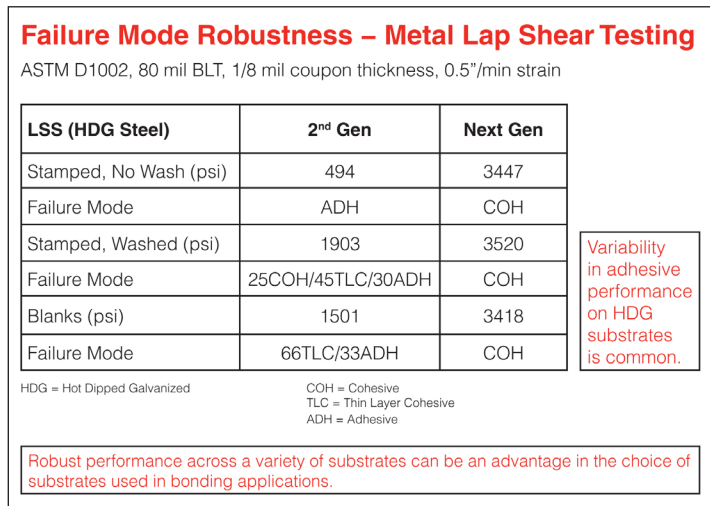 Failure Mode Robustness – Metal Lap Shear Testing
ASTM D1002, 80 mil BLT, 1/8 mil coupon thickness, 0.5”/min strain
LSS (HDG Steel) 2nd Gen Next Gen
Stamped, No Wash (psi) 494 3447
Failure Mode ADH COH
Stamped, Washed (psi) 1903 3520
Failure Mode 25COH/45TLC/30ADH COH
Blanks (psi) 1501 3418
Failure Mode 66TLC/33ADH COH
Variability
in adhesive
performance
on HDG
substrates
is common.
HDG = Hot Dipped Galvanized
COH = Cohesive
TLC = Thin Layer Cohesive
ADH = Adhesive
Robust performance across a variety of substrates can be an advantage in the choice of
substrates used in bonding applications.